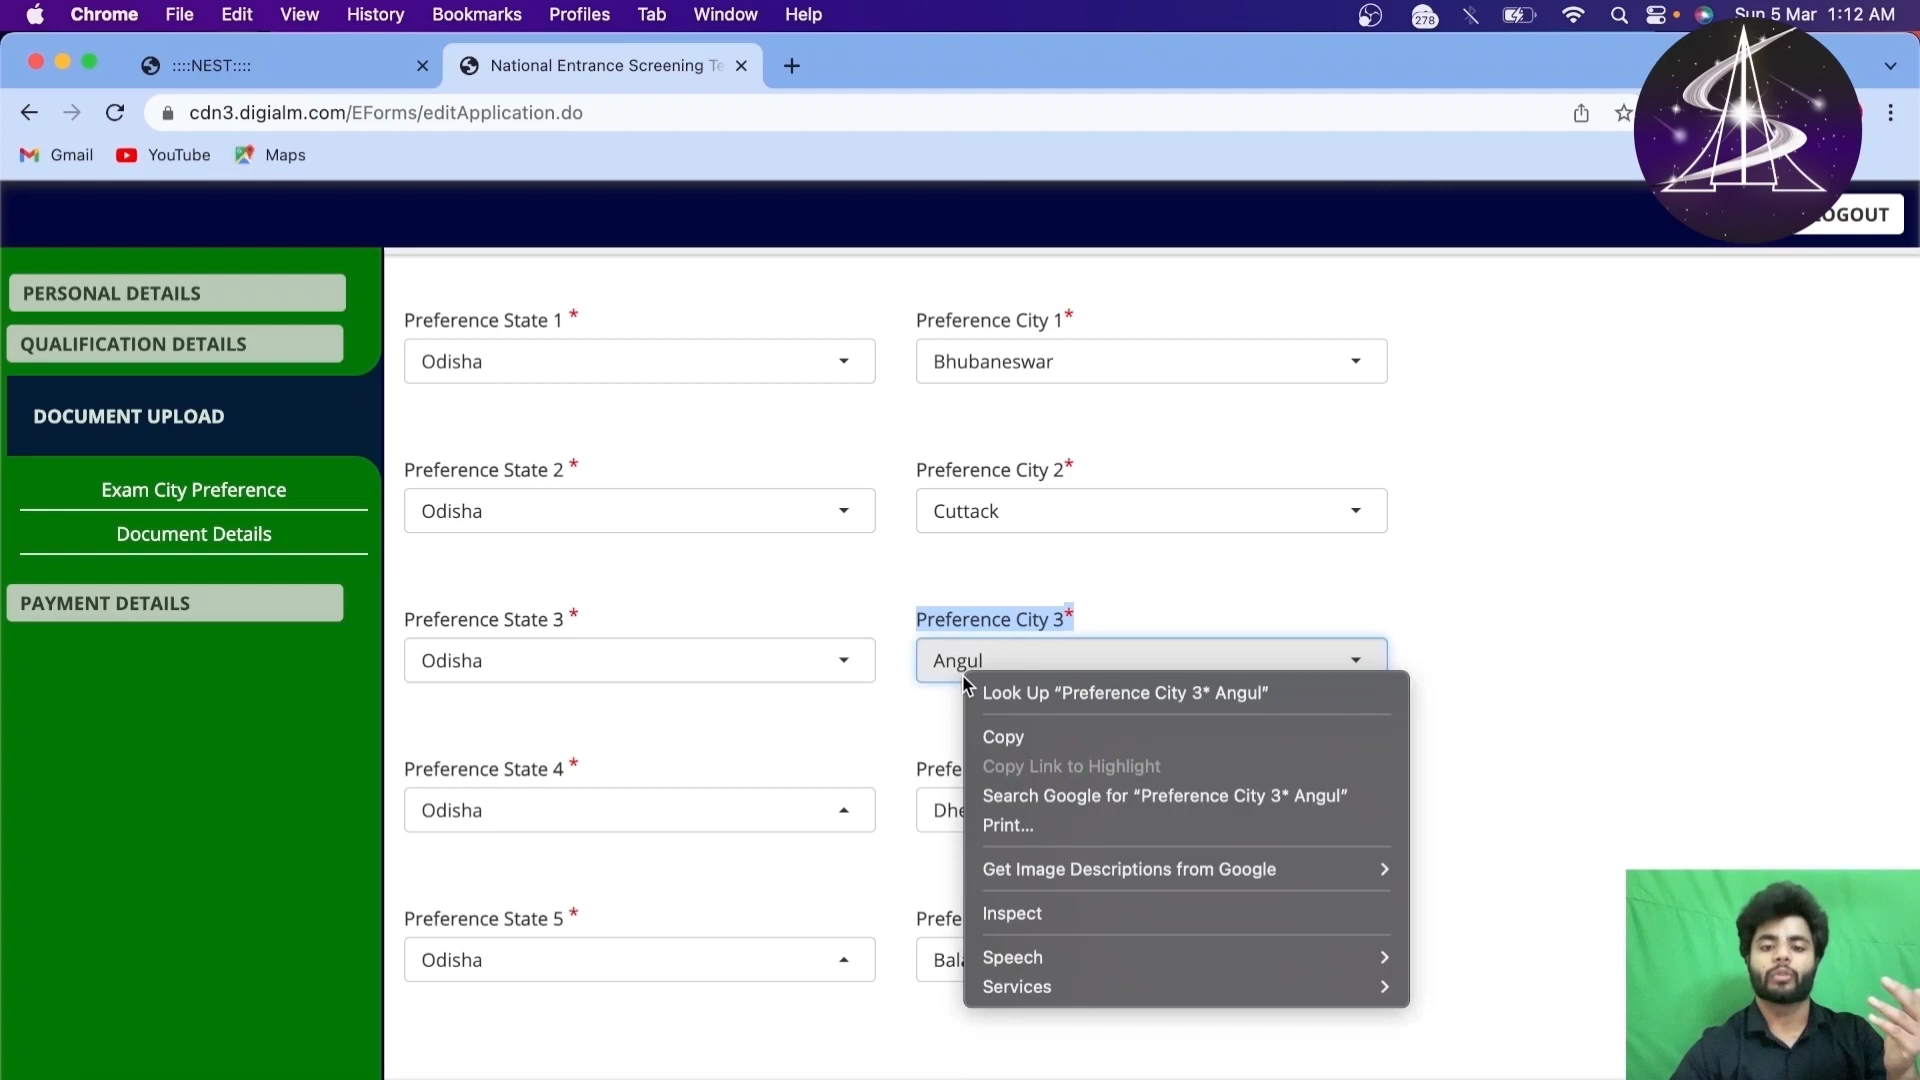 Chrome File Edit View History Bookmarks Profiles Tab Window Help 278 Sun 5 Mar 1:12 AM
::::NEST:::: National Entrance Screening Te
cdn3.digialm.com/EForms/editApplication.do
Gmail YouTube Maps
LOGOUT
PERSONAL DETAILS
QUALIFICATION DETAILS
DOCUMENT UPLOAD
Exam City Preference
Document Details
PAYMENT DETAILS
Preference State 1 * Preference City 1*
Odisha Bhubaneswar
Preference State 2 * Preference City 2*
Odisha Cuttack
Preference State 3 * Preference City 3*
Odisha Angul
Preference State 4 * Prefe
Odisha Dhe
Preference State 5 * Prefe
Odisha Bala
Look Up “Preference City 3* Angul”
Copy
Copy Link to Highlight
Search Google for “Preference City 3* Angul”
Print...
Get Image Descriptions from Google
Inspect
Speech
Services